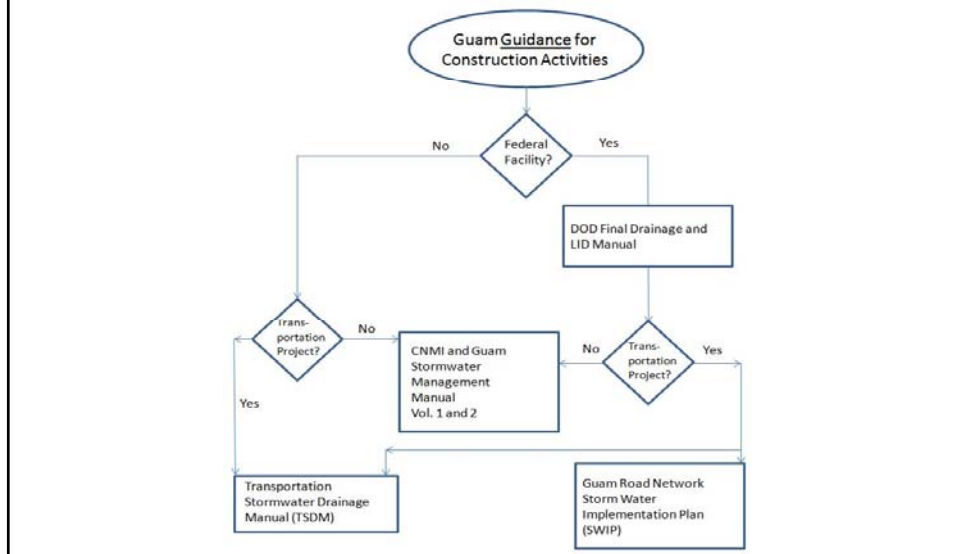 Guam Guidance for
Construction Activities
No
Federal
Facility?
Yes
DOD Final Drainage and
LID Manual
Trans-
portation
Project?
No
CNMI and Guam
Stormwater
Management
Manual
Vol. 1 and 2
No
Trans-
portation
Project?
Yes
Yes
Transportation
Stormwater Drainage
Manual (TSDM)
Guam Road Network
Storm Water
Implementation Plan
(SWIP)